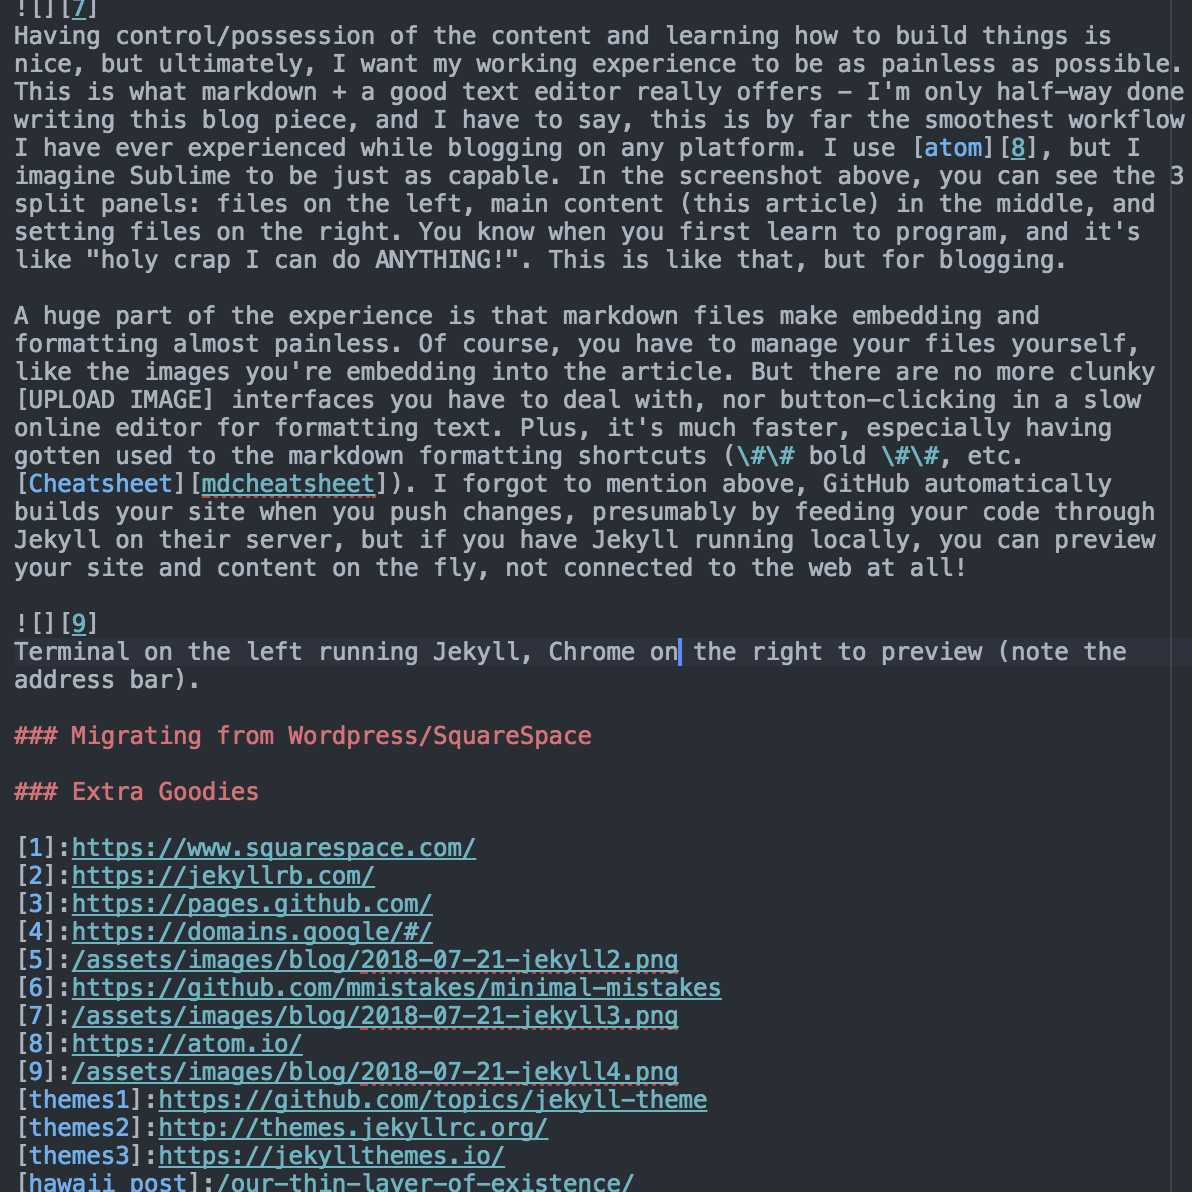 ![][7]
Having control/possession of the content and learning how to build things is
nice, but ultimately, I want my working experience to be as painless as possible.
This is what markdown + a good text editor really offers – I'm only half-way done
writing this blog piece, and I have to say, this is by far the smoothest workflow
I have ever experienced while blogging on any platform. I use [atom][8], but I
imagine Sublime to be just as capable. In the screenshot above, you can see the 3
split panels: files on the left, main content (this article) in the middle, and
setting files on the right. You know when you first learn to program, and it's
like "holy crap I can do ANYTHING!". This is like that, but for blogging.
A huge part of the experience is that markdown files make embedding and
formatting almost painless. Of course, you have to manage your files yourself,
like the images you're embedding into the article. But there are no more clunky
[UPLOAD IMAGE] interfaces you have to deal with, nor button-clicking in a slow
online editor for formatting text. Plus, it's much faster, especially having
gotten used to the markdown formatting shortcuts (\#\# bold \#\#, etc.
[Cheatsheet][mdcheatsheet]). I forgot to mention above, GitHub automatically
builds your site when you push changes, presumably by feeding your code through
Jekyll on their server, but if you have Jekyll running locally, you can preview
your site and content on the fly, not connected to the web at all!
![][9]
Terminal on the left running Jekyll, Chrome on the right to preview (note the
address bar).
### Migrating from Wordpress/SquareSpace
### Extra Goodies
[1]:https://www.squarespace.com/
[2]:https://jekyllrb.com/
[3]:https://pages.github.com/
[4]:https://domains.google/#/
[5]:/assets/images/blog/2018-07-21-jekyll2.png
[6]:https://github.com/mmistakes/minimal-mistakes
[7]:/assets/images/blog/2018-07-21-jekyll3.png
[8]:https://atom.io/
[9]:/assets/images/blog/2018-07-21-jekyll4.png
[themes1]:https://github.com/topics/jekyll-theme
[themes2]:http://themes.jekyllrc.org/
[themes3]:https://jekyllthemes.io/
[hawaii_post]:/our-thin-layer-of-existence/